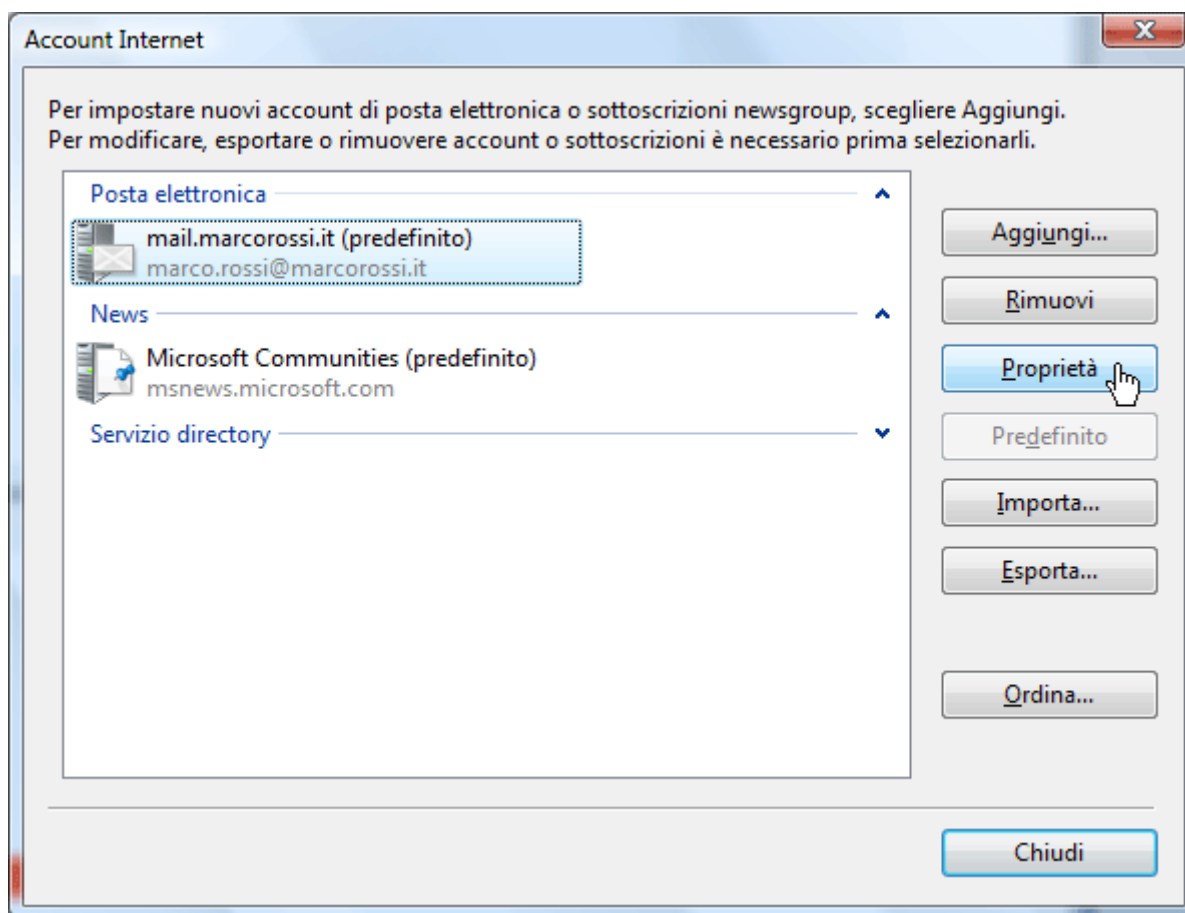 Account Internet
Per impostare nuovi account di posta elettronica o sottoscrizioni newsgroup, scegliere Aggiungi.
Per modificare, esportare o rimuovere account o sottoscrizioni è necessario prima selezionarli.
Posta elettronica
mail.marcorossi.it (predefinito)
marco.rossi@marcorossi.it
News
Microsoft Communities (predefinito)
msnews.microsoft.com
Servizio directory
Aggiungi...
Rimuovi
Proprietà
Predefinito
Importa...
Esporta...
Ordina...
Chiudi